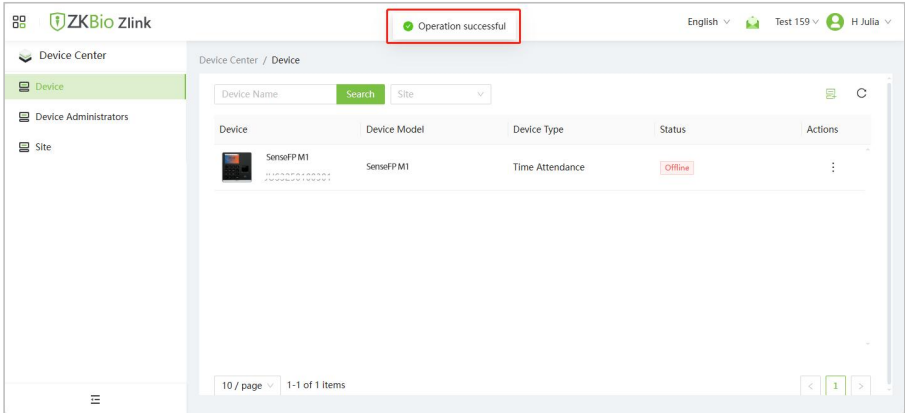 ZKBio Zlink
Operation successful
English
Test 159
H Julia
Device Center
Device Center / Device
Device
Device Administrators
Site
Device Name
Search
Site
Device Device Model Device Type Status Actions
SenseFP M1
SenseFP M1 Time Attendance Offline
10 / page 1-1 of 1 items
< 1 >